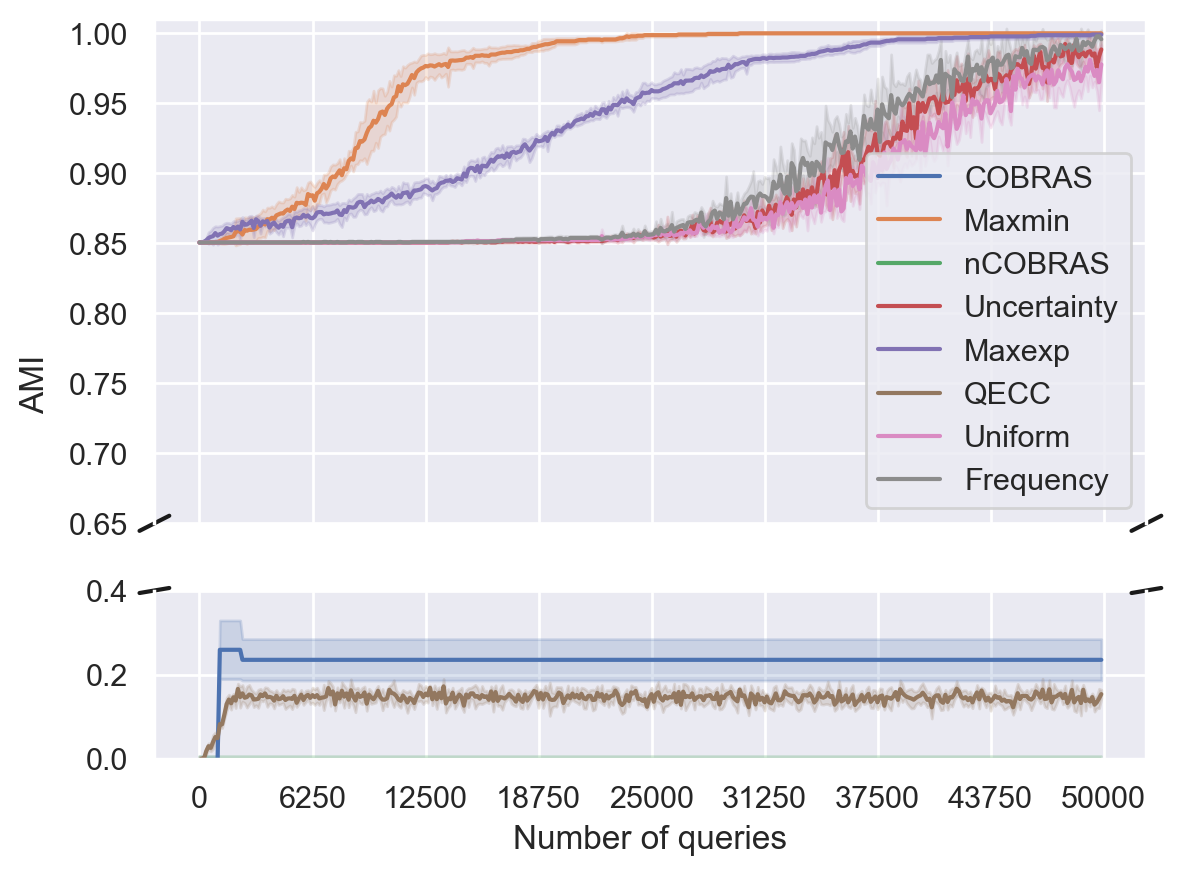 1.00
0.95
0.90
0.85
0.80
0.75
0.70
0.65
0.4
0.2
0.0
AMI
COBRAS
Maxmin
nCOBRAS
Uncertainty
Maxexp
QECC
Uniform
Frequency
0 6250 12500 18750 25000 31250 37500 43750 50000
Number of queries